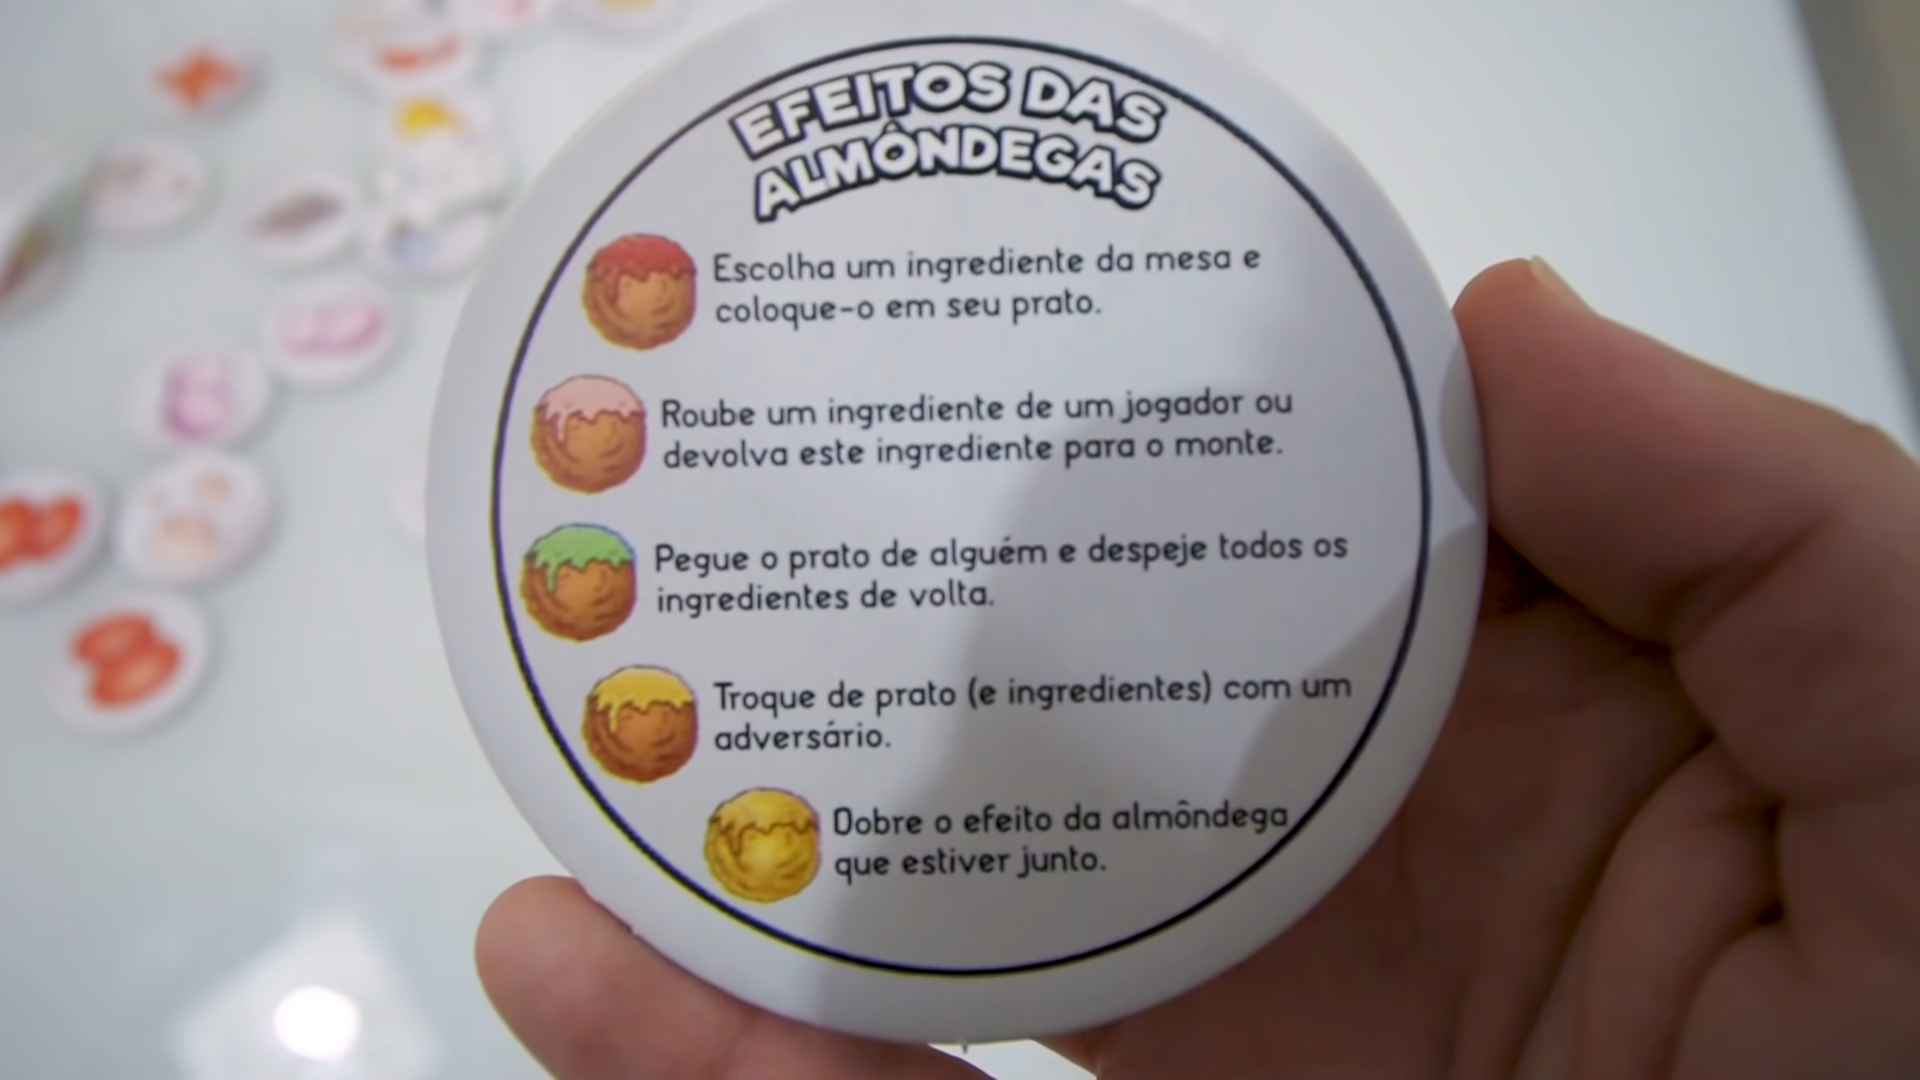 EFEITOS DAS
ALMÔNDEGAS
Escolha um ingrediente da mesa e
coloque-o em seu prato.
Roube um ingrediente de um jogador ou
devolva este ingrediente para o monte.
Pegue o prato de alguém e despeje todos os
ingredientes de volta.
Troque de prato (e ingredientes) com um
adversário.
Dobre o efeito da almôndega
que estiver junto.